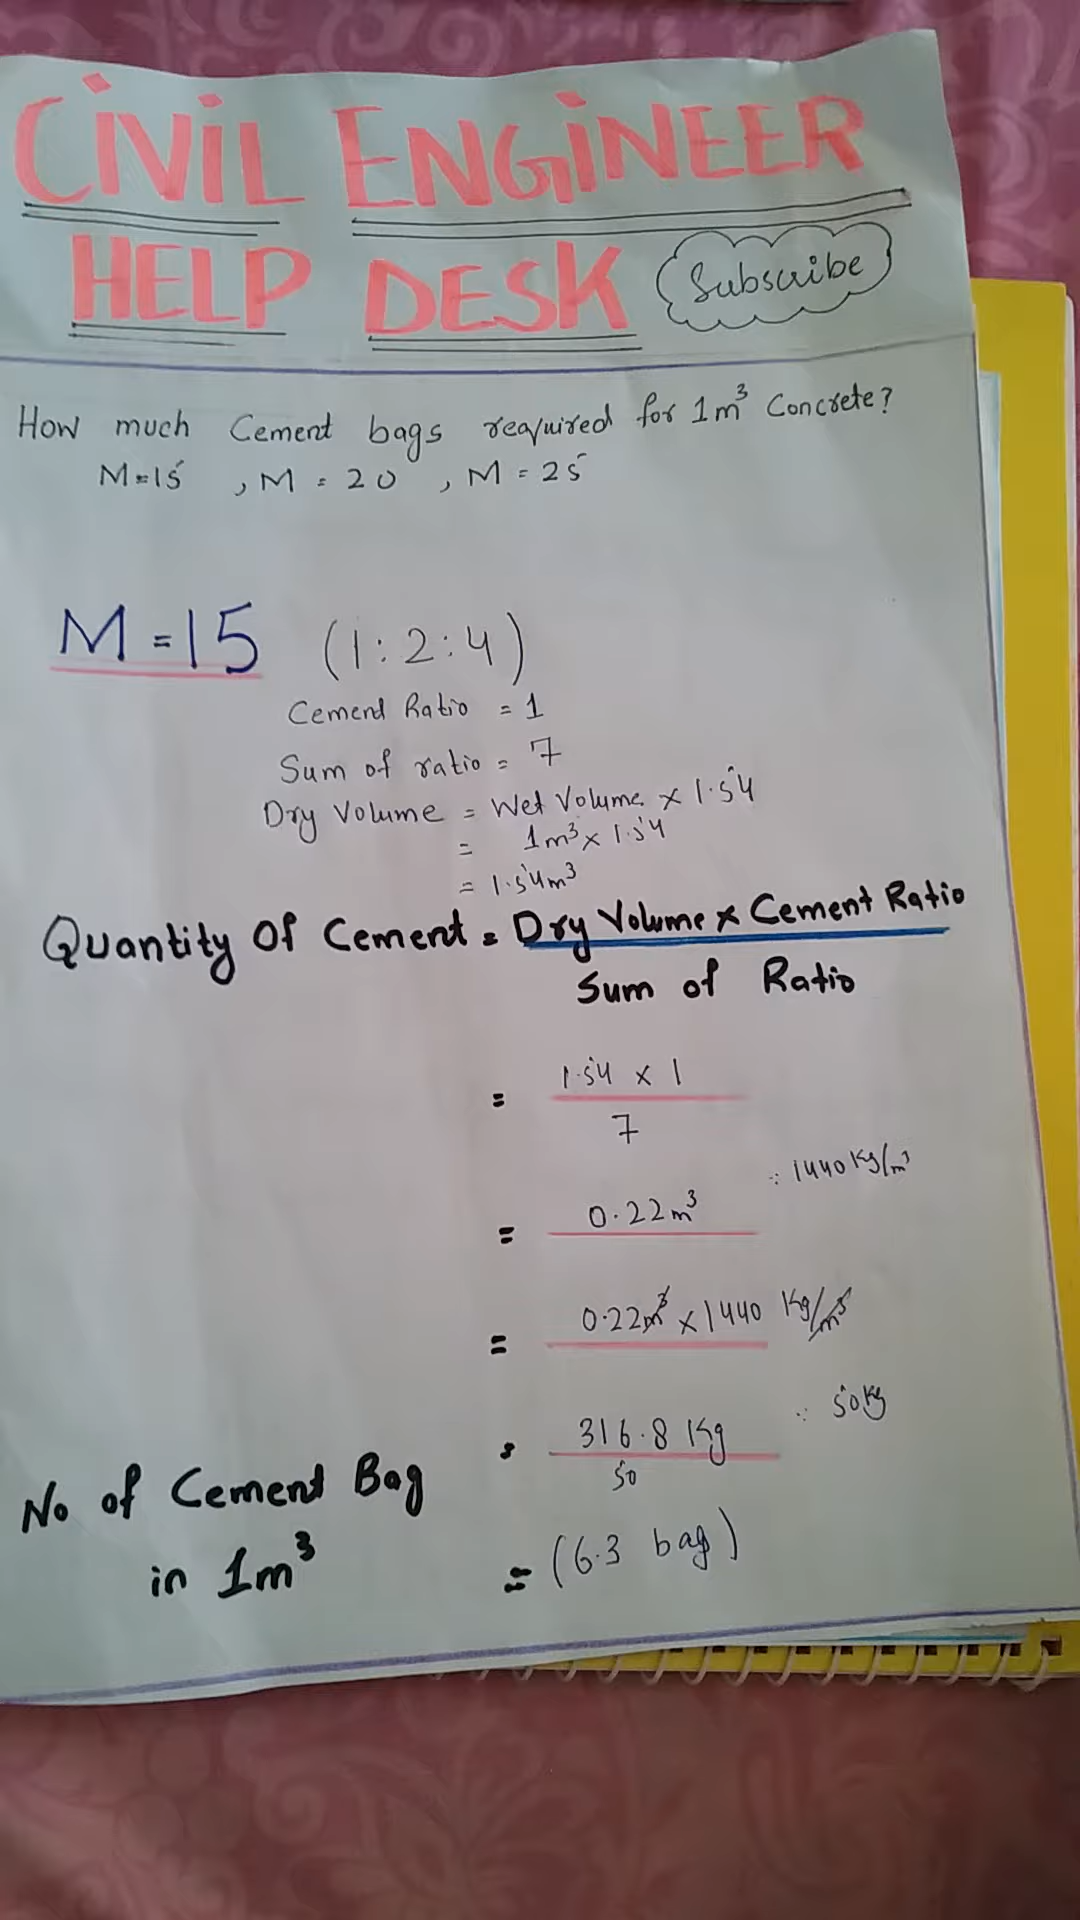 CIVIL ENGINEER
HELP DESK
Subscribe
How much Cement bags reqyuired for 1m³ Concrete?
M=15 , M = 20 , M = 25
M=15 (1:2:4)
Cement Ratio = 1
Sum of ratio = 7
Dry Volume = Wet Volume × 1.54
= 1m³ × 1.54
= 1.54m³
Quantity Of Cement = Dry Volume × Cement Ratio
Sum of Ratio
= 1.54 × 1
7
∵ 1440 Kg/m³
= 0.22m³
= 0.22m³ × 1440 Kg/m³
∵ 50Kg
= 316.8 Kg
50
No of Cement Bag
in 1m³
= (6.3 bag)